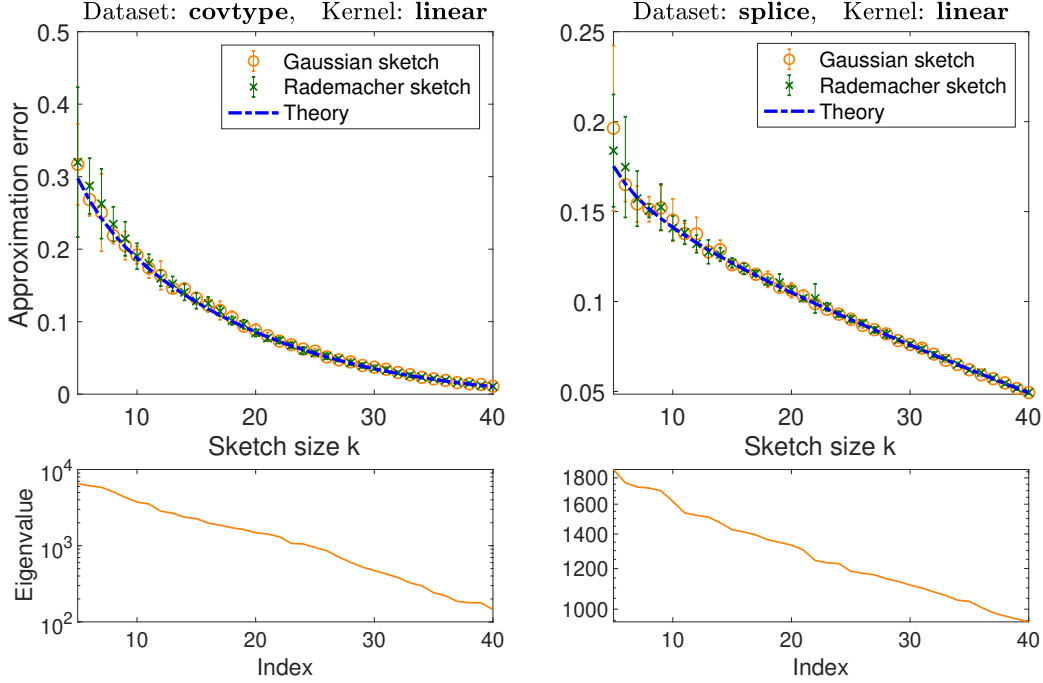 Dataset: covtype, Kernel: linear
0.5
0.4
0.3
0.2
0.1
0
Approximation error
Gaussian sketch
Rademacher sketch
Theory
10 20 30 40
Sketch size k
Dataset: splice, Kernel: linear
0.25
0.2
0.15
0.1
0.05
Gaussian sketch
Rademacher sketch
Theory
10 20 30 40
Sketch size k
10^4
10^3
10^2
Eigenvalue
10 20 30 40
Index
1800
1600
1400
1200
1000
10 20 30 40
Index